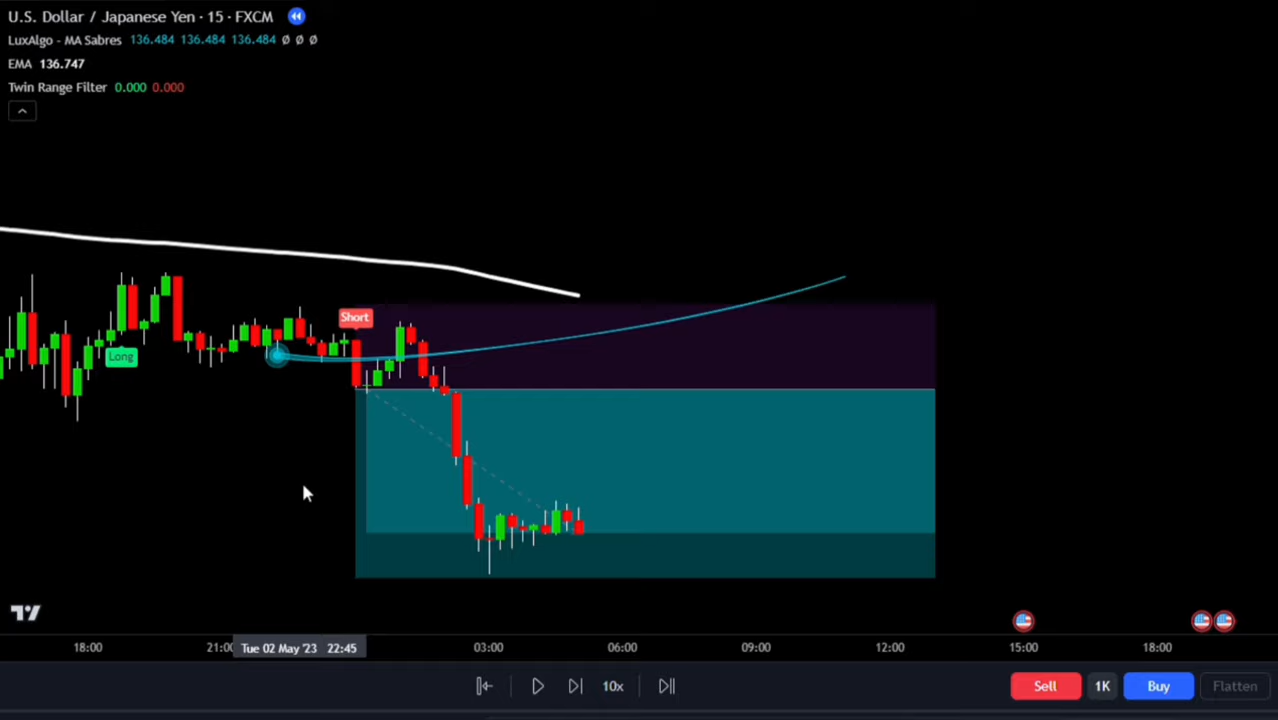 U.S. Dollar / Japanese Yen · 15 · FXCM
LuxAlgo - MA Sabres 136.484 136.484 136.484 Ø Ø Ø
EMA 136.747
Twin Range Filter 0.000 0.000
Short
Long
18:00 21:00 Tue 02 May '23 22:45 03:00 06:00 09:00 12:00 15:00 18:00
10x Sell 1K Buy Flatten